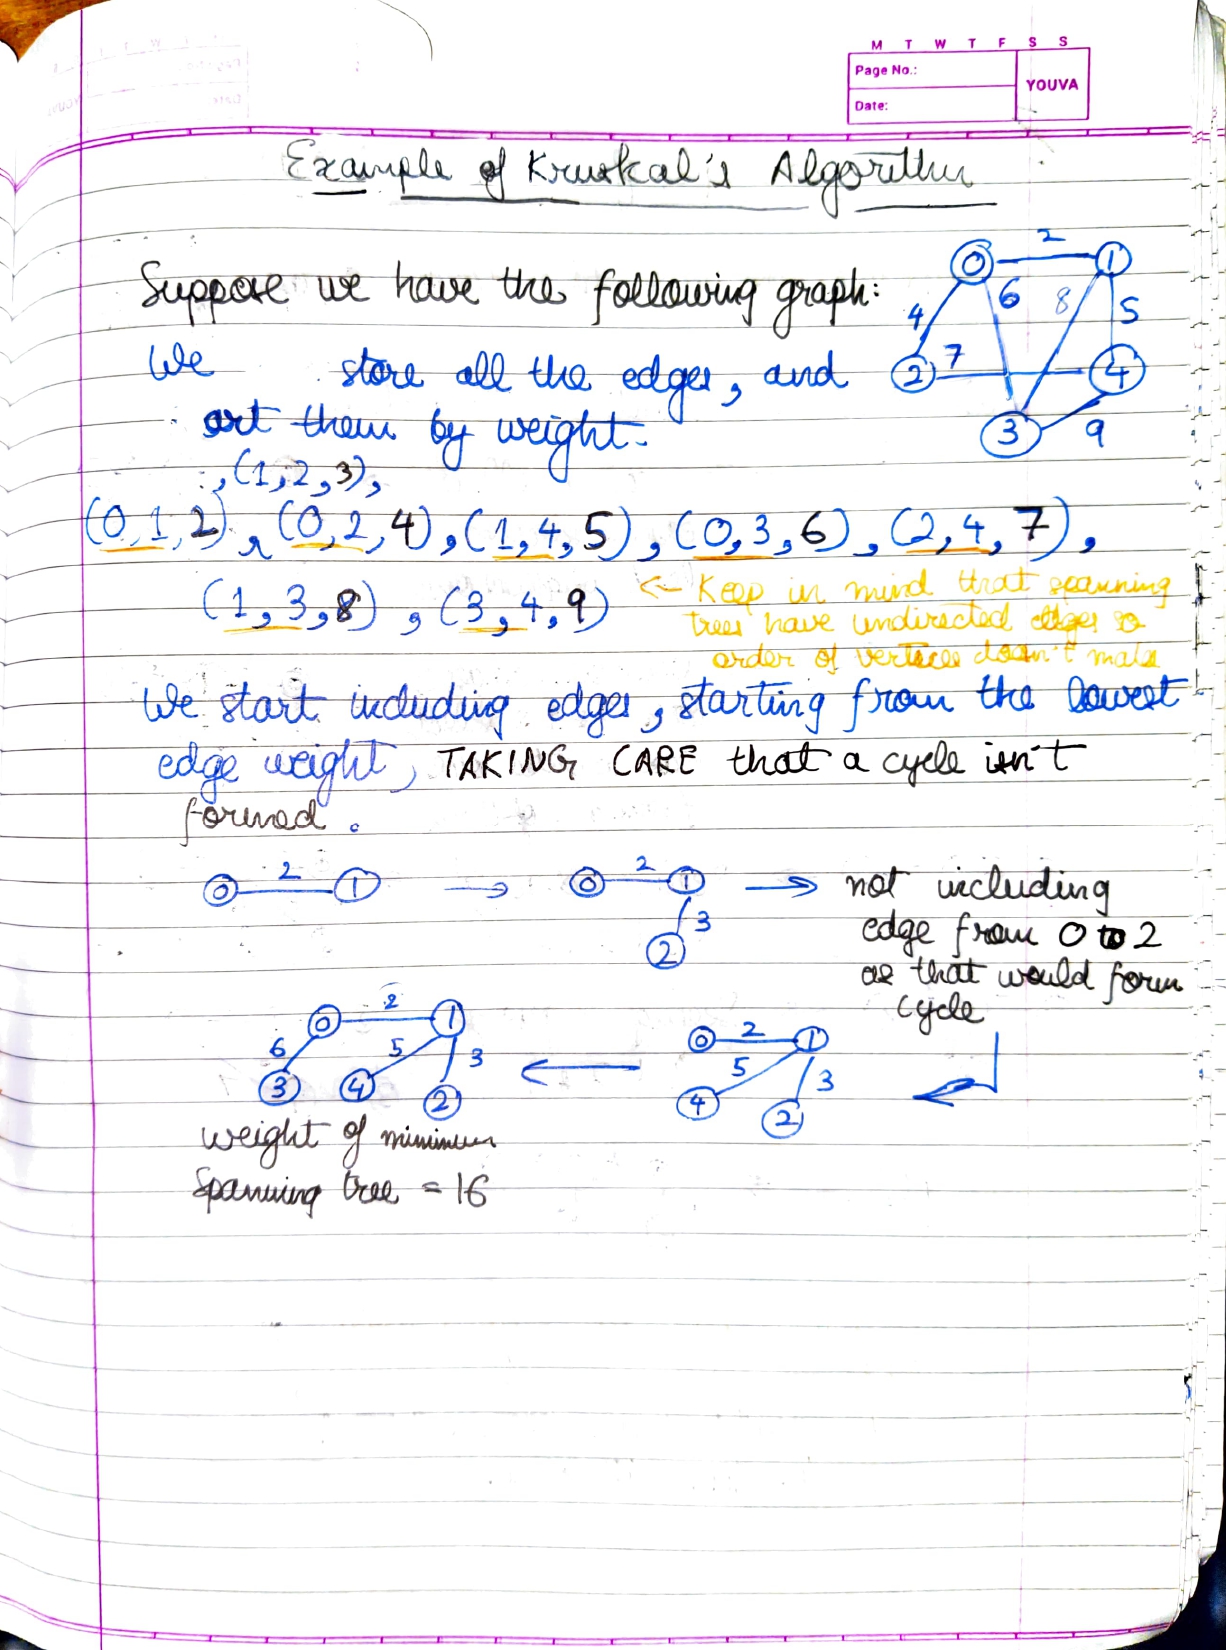 M T W T F S S
Page No.:
YOUVA
Date:
Example of Kruskal's Algorithm
Suppose we have the following graph:
0 2 1
4 6 8 5
2 7 4
3 9
We store all the edges, and
sort them by weight.
, (1,2,3),
(0,1,2), (0,2,4), (1,4,5), (0,3,6), (2,4,7),
(1,3,8), (3,4,9) ← Keep in mind that spanning
trees have undirected edges so
order of vertices doesn't
We start including edges, starting from the lowest
edge weight, TAKING CARE that a cycle isn't
formed.
0 2 1 → 0 2 1 → not including
3 edge from 0 to 2
2 as that would form
cycle
0 2 1 0 2 1
6 5 3 ← 5 3
3 4 2 4 2
weight of minimum
spanning tree = 16